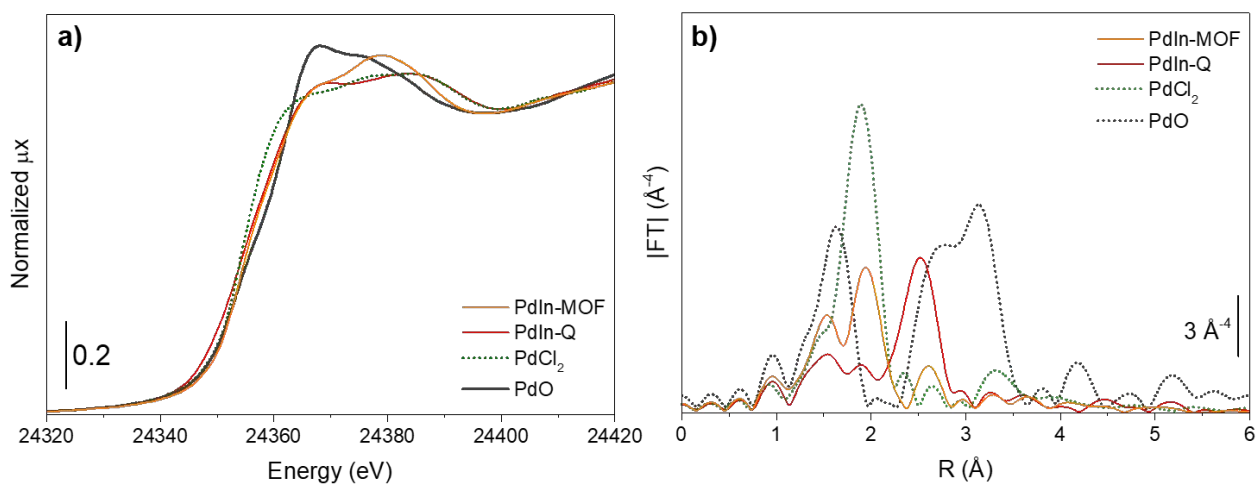 a)
Normalized µx
0.2
PdIn-MOF
PdIn-Q
PdCl₂
PdO
24320 24340 24360 24380 24400 24420
Energy (eV)
b)
|FT| (Å⁻⁴)
PdIn-MOF
PdIn-Q
PdCl₂
PdO
3 Å⁻⁴
0 1 2 3 4 5 6
R (Å)